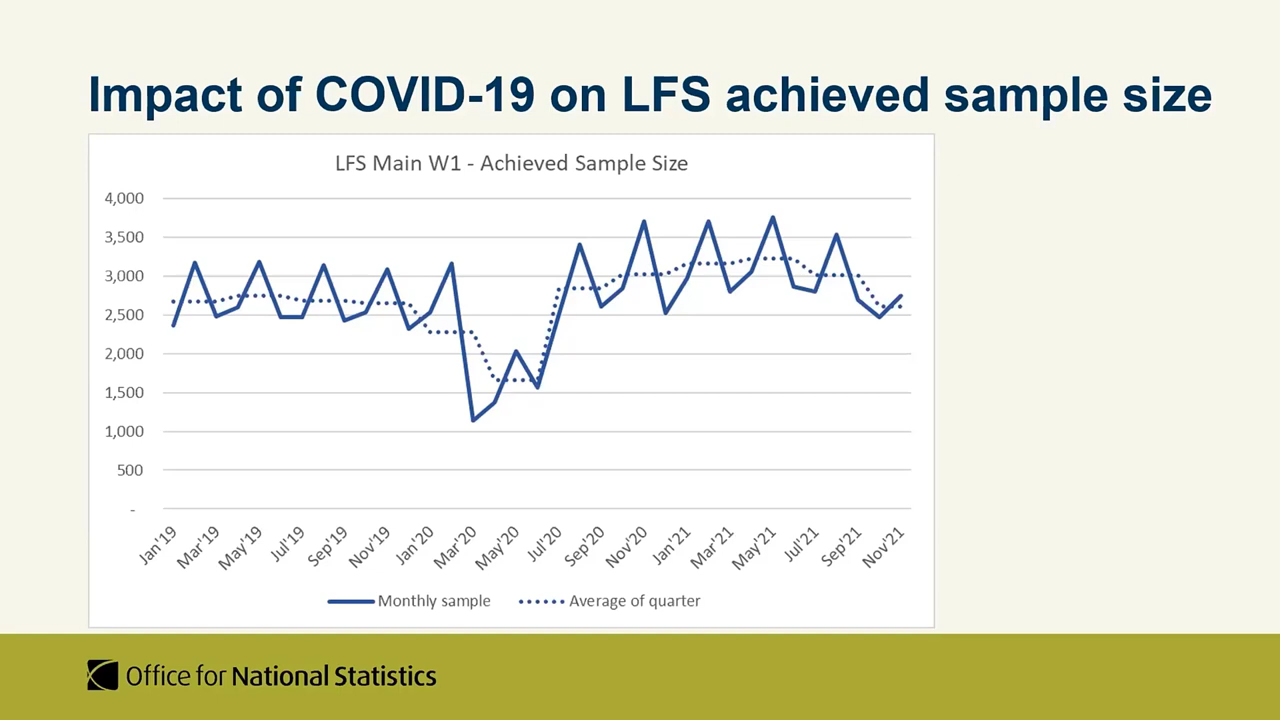 Impact of COVID-19 on LFS achieved sample size
LFS Main W1 - Achieved Sample Size
4,000
3,500
3,000
2,500
2,000
1,500
1,000
500
-
Jan'19
Mar'19
May'19
Jul'19
Sep'19
Nov'19
Jan'20
Mar'20
May'20
Jul'20
Sep'20
Nov'20
Jan'21
Mar'21
May'21
Jul'21
Sep'21
Nov'21
Monthly sample
Average of quarter
Office for National Statistics